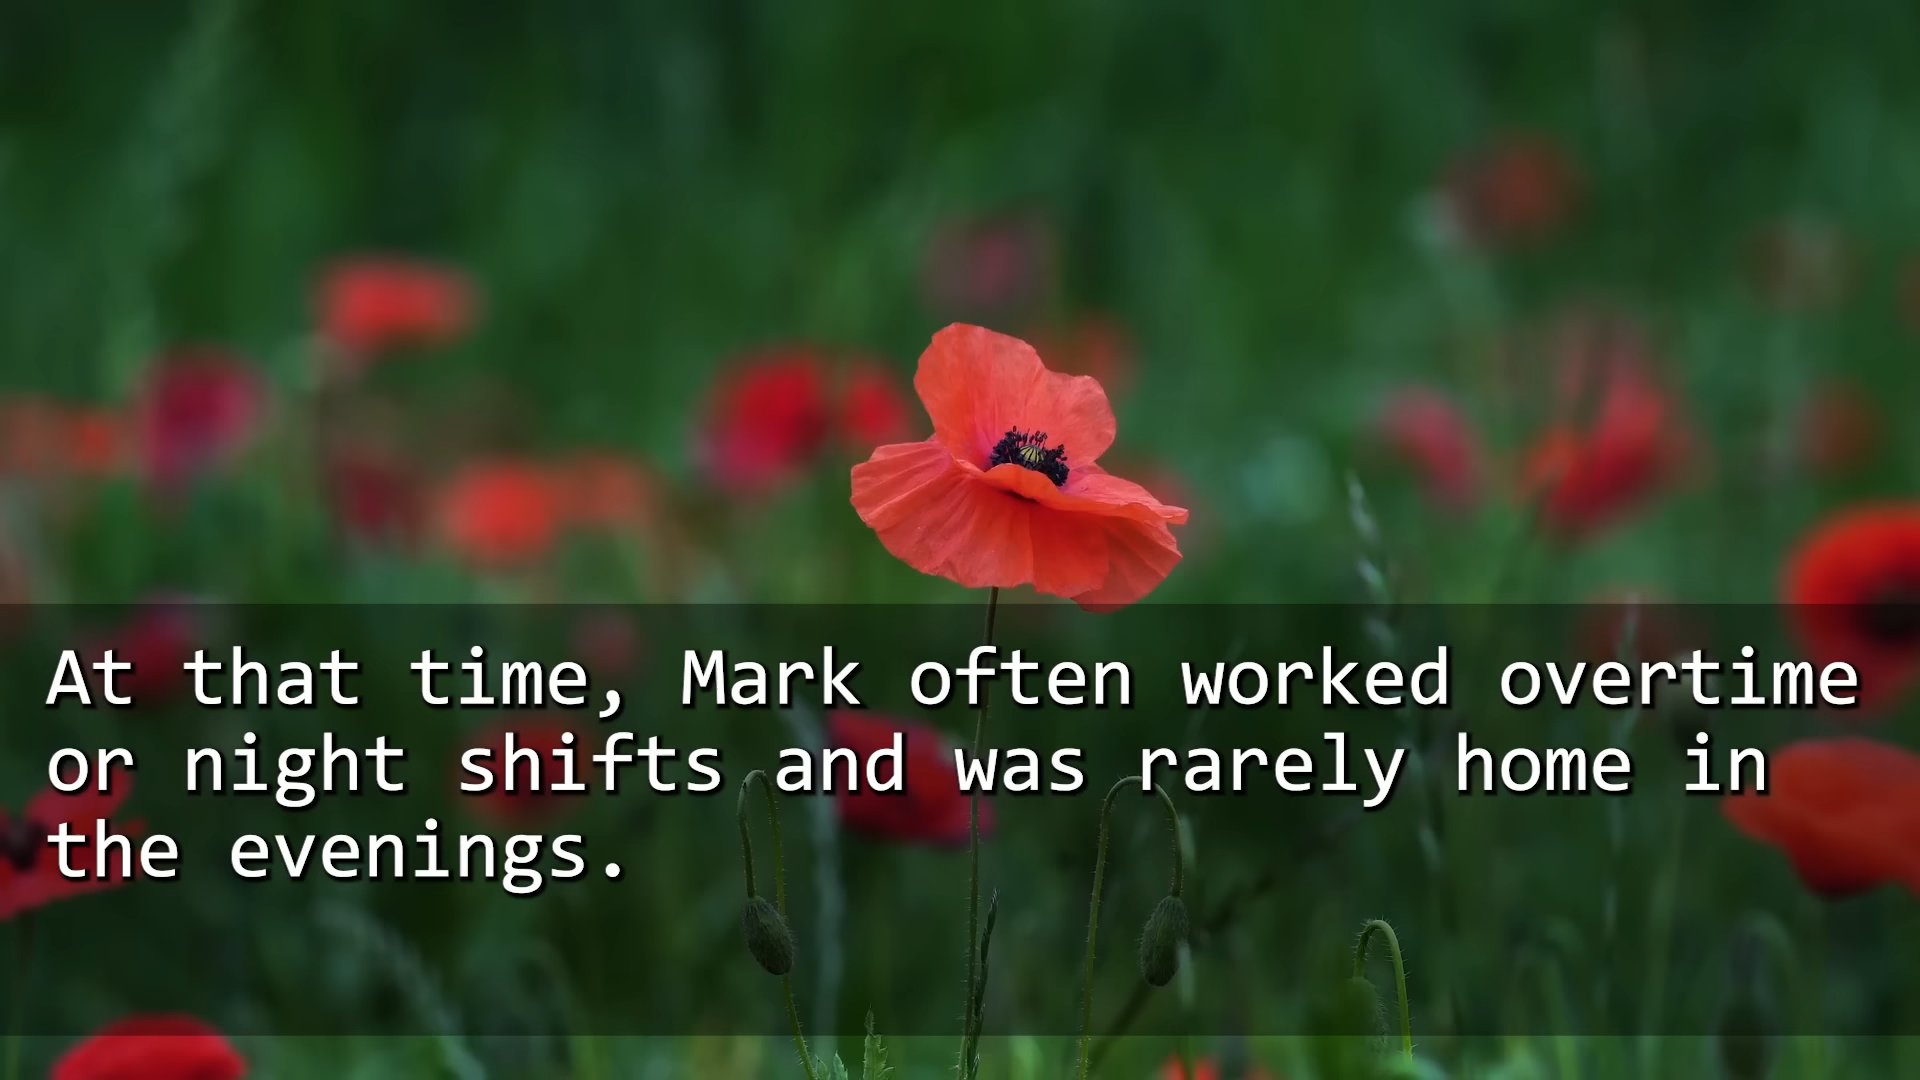 At that time, Mark often worked overtime
or night shifts and was rarely home in
the evenings.